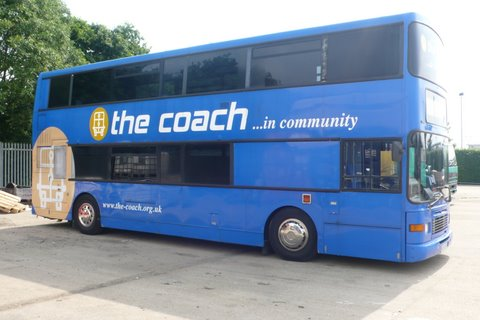 the coach ...in community
www.the-coach.org.uk